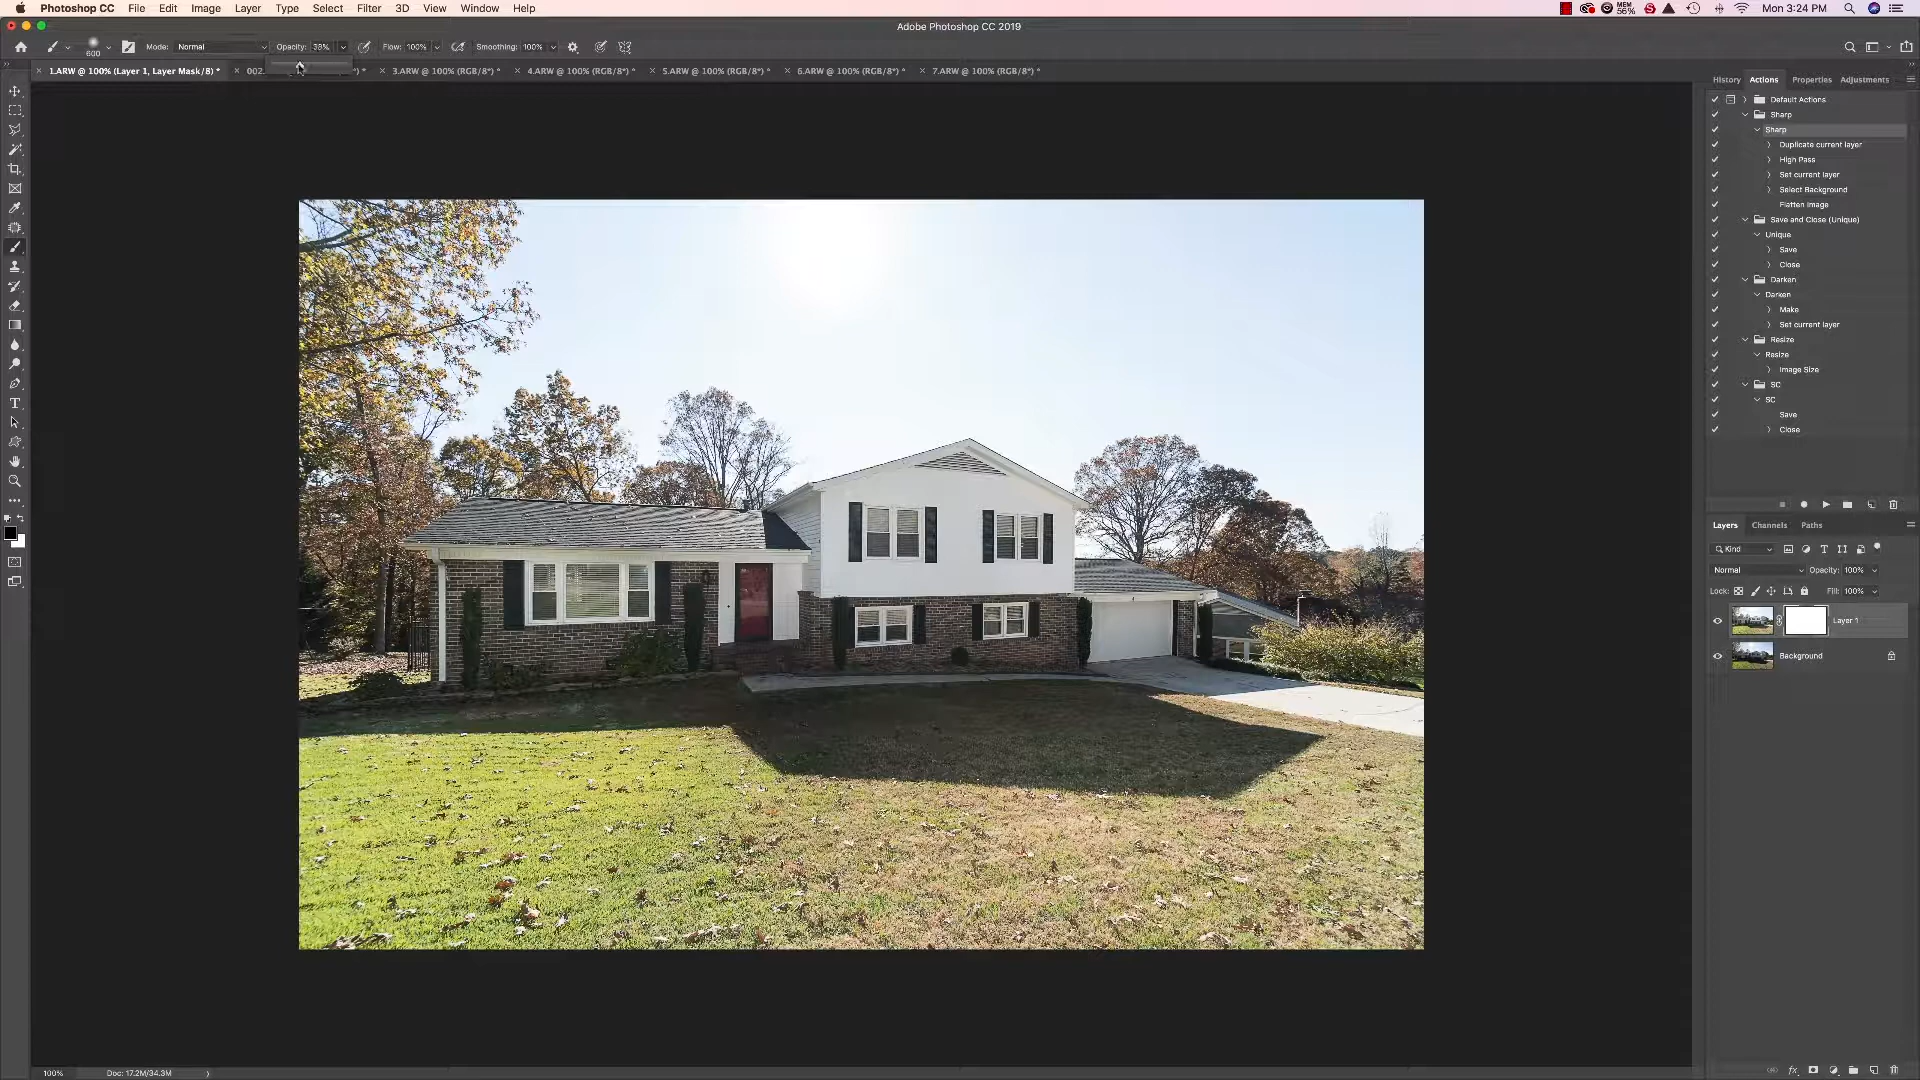 Photoshop CC File Edit Image Layer Type Select Filter 3D View Window Help MEM 56% Mon 3:24 PM
Adobe Photoshop CC 2019
600 Mode: Normal Opacity: 39% Flow: 100% Smoothing: 100%
× 1.ARW @ 100% (Layer 1, Layer Mask/8) * × 002. *) * × 3.ARW @ 100% (RGB/8*) * × 4.ARW @ 100% (RGB/8*) * × 5.ARW @ 100% (RGB/8*) * × 6.ARW @ 100% (RGB/8*) * × 7.ARW @ 100% (RGB/8*) *
History Actions Properties Adjustments
Default Actions
Sharp
Sharp
Duplicate current layer
High Pass
Set current layer
Select Background
Flatten Image
Save and Close (Unique)
Unique
Save
Close
Darken
Darken
Make
Set current layer
Resize
Resize
Image Size
SC
SC
Save
Close
Layers Channels Paths
Kind
Normal Opacity: 100%
Lock: Fill: 100%
Layer 1
Background
100% Doc: 17.2M/34.3M